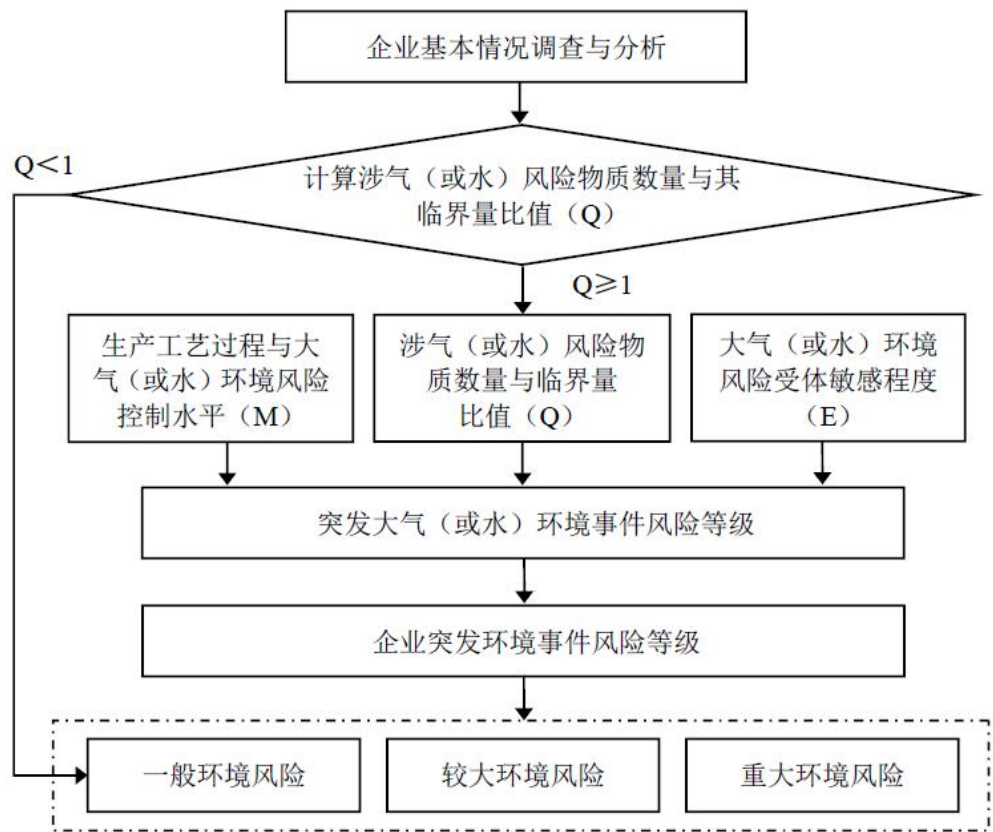 企业基本情况调查与分析
Q＜1
计算涉气（或水）风险物质数量与其
临界量比值（Q）
Q≥1
生产工艺过程与大
气（或水）环境风险
控制水平（M）
涉气（或水）风险物
质数量与临界量
比值（Q）
大气（或水）环境
风险受体敏感程度
（E）
突发大气（或水）环境事件风险等级
企业突发环境事件风险等级
一般环境风险
较大环境风险
重大环境风险